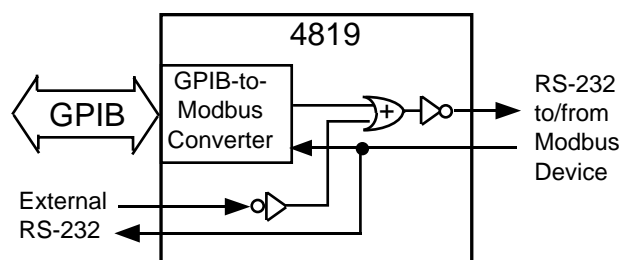 4819
GPIB
GPIB-to-
Modbus
Converter
+
RS-232
to/from
Modbus
Device
External
RS-232